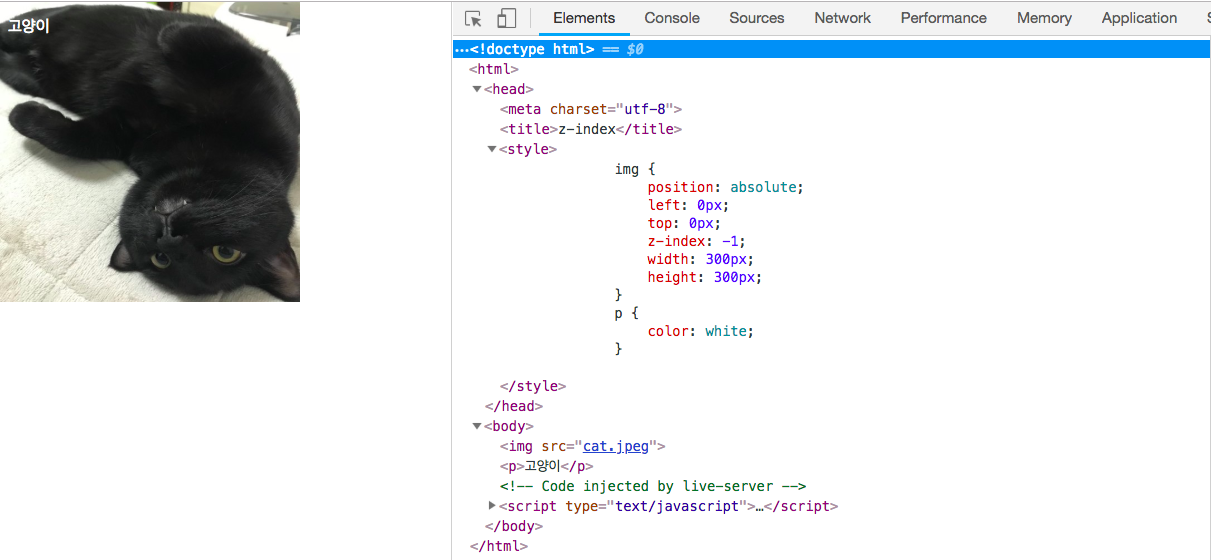 고양이
Elements Console Sources Network Performance Memory Application
…<!doctype html> == $0
<html>
▼<head>
<meta charset="utf-8">
<title>z-index</title>
▼<style>
img {
position: absolute;
left: 0px;
top: 0px;
z-index: -1;
width: 300px;
height: 300px;
}
p {
color: white;
}
</style>
</head>
▼<body>
<img src="cat.jpeg">
<p>고양이</p>
<!-- Code injected by live-server -->
▶<script type="text/javascript">…</script>
</body>
</html>